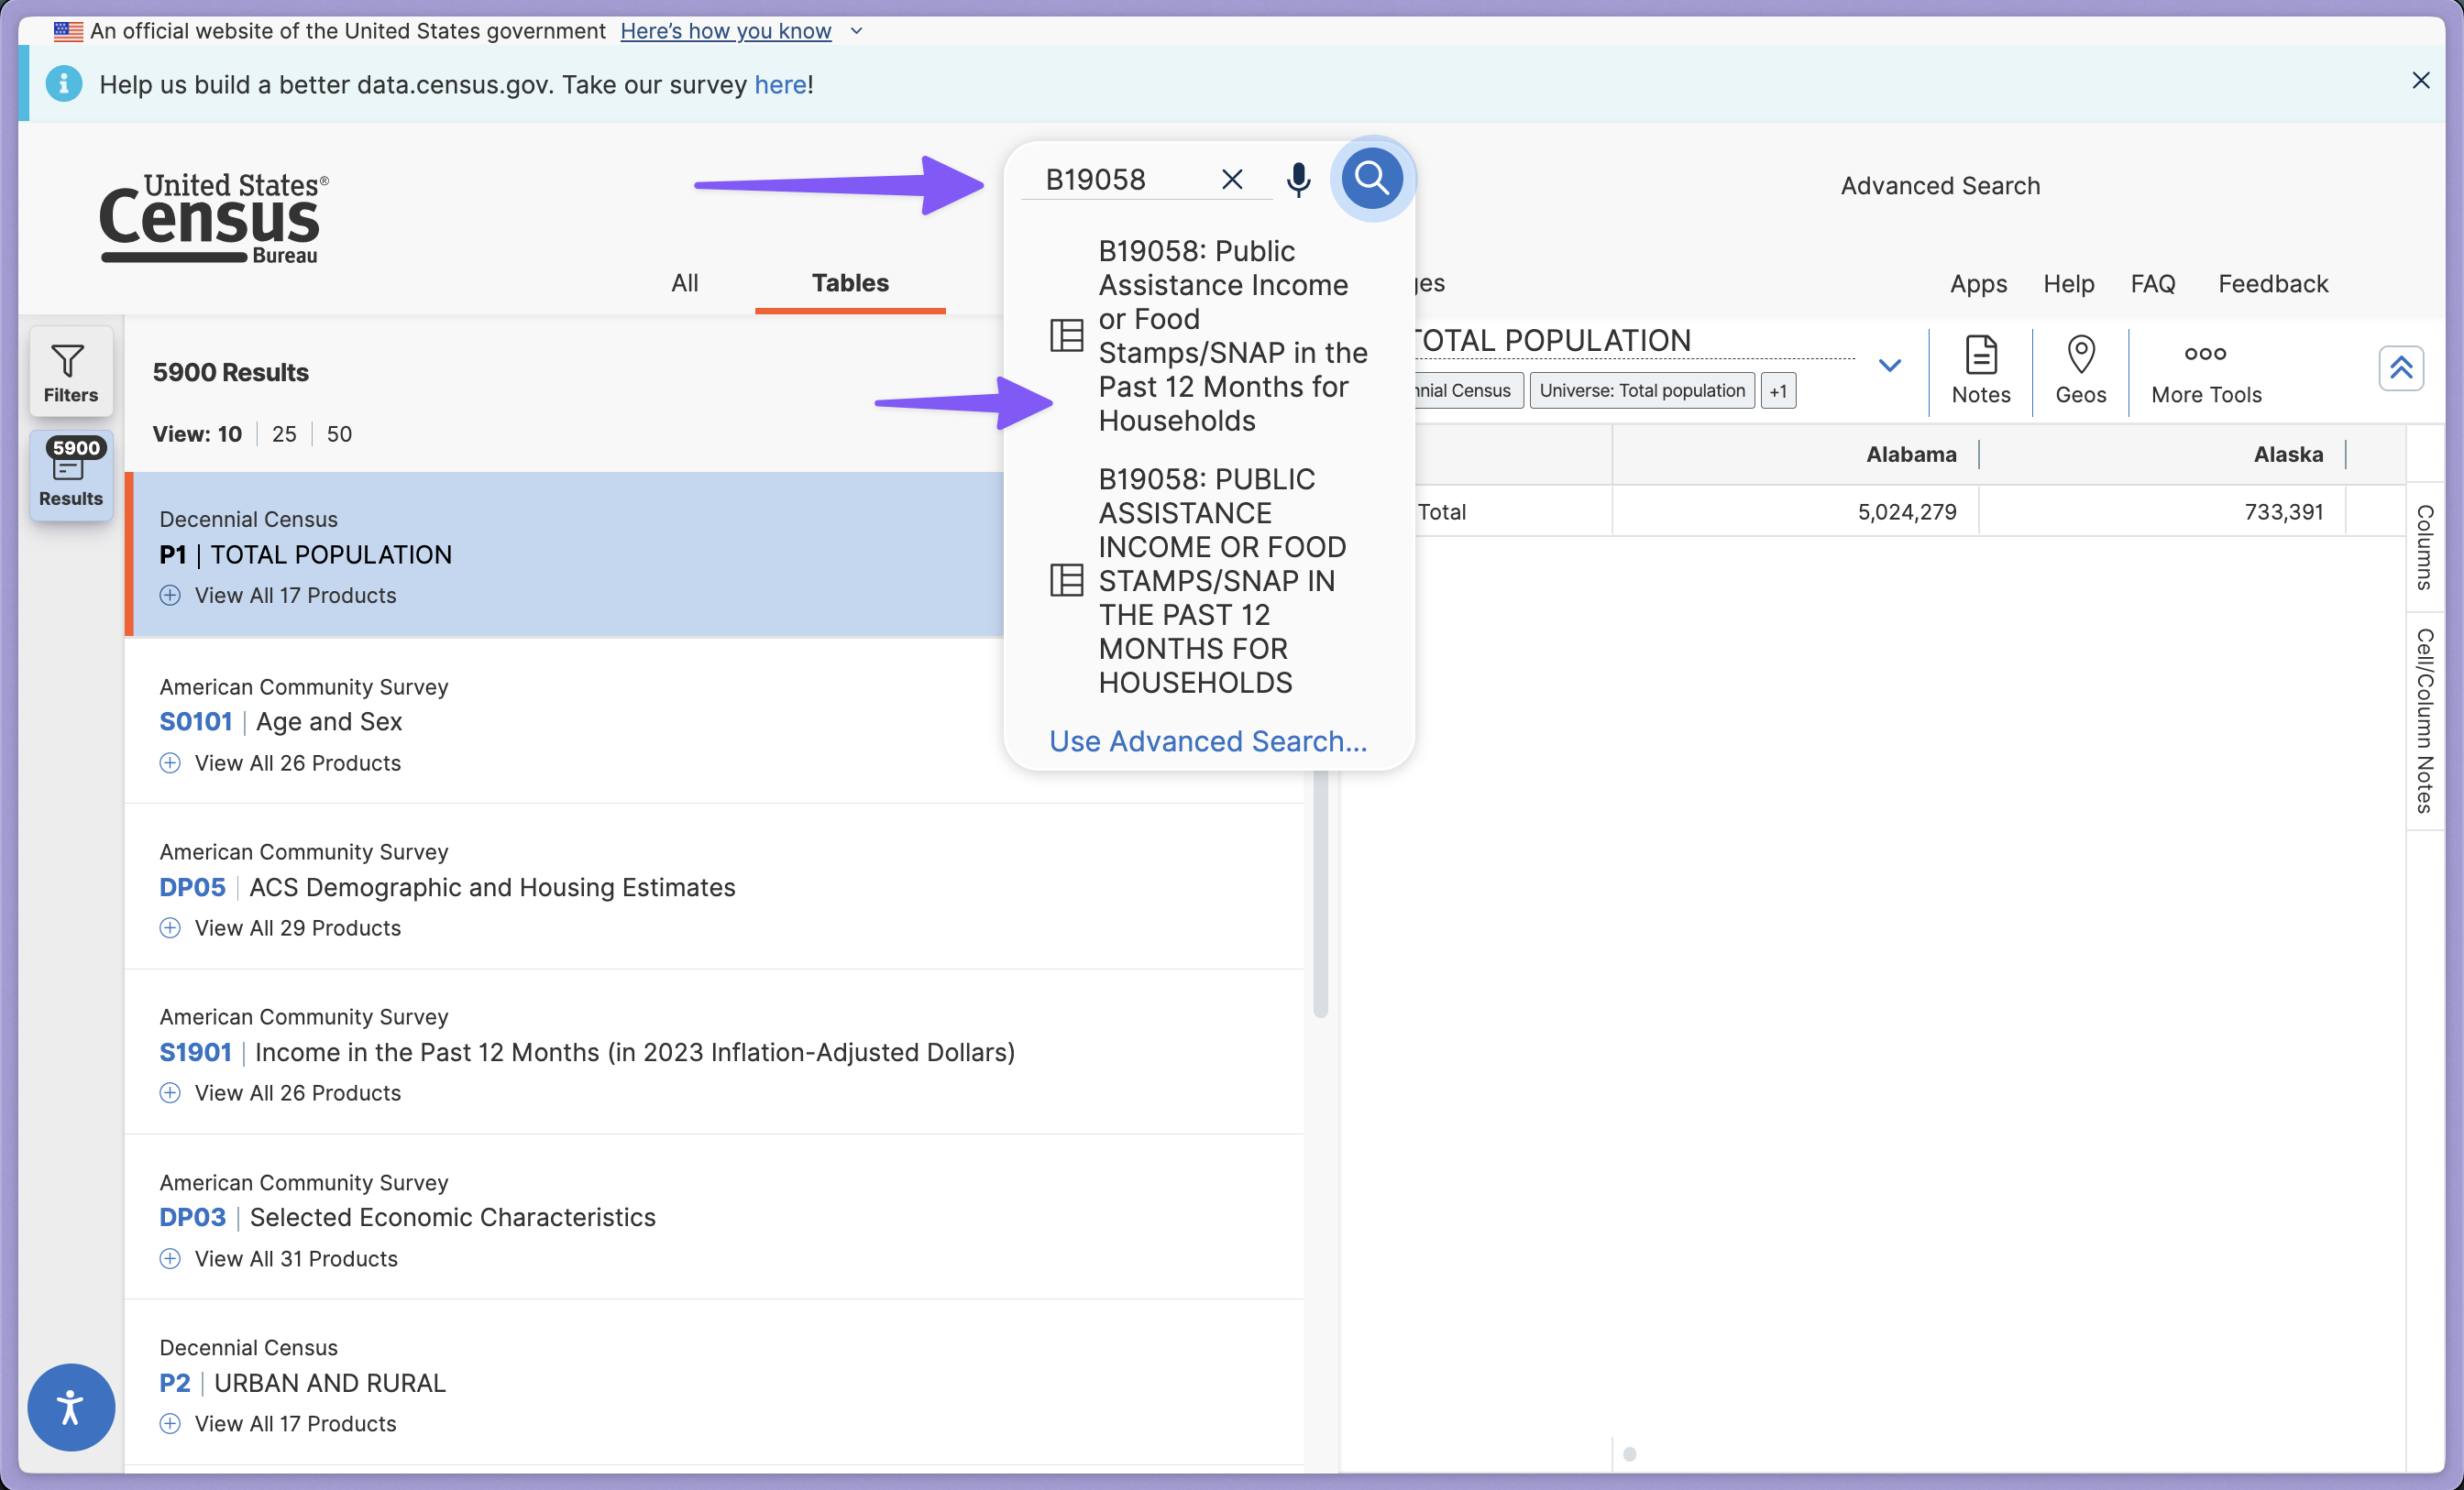 An official website of the United States government Here's how you know
Help us build a better data.census.gov. Take our survey here!
United States®
Census
Bureau
B19058
Advanced Search
All
Tables
Apps
Help
FAQ
Feedback
B19058: Public
Assistance Income
or Food
Stamps/SNAP in the
Past 12 Months for
Households
B19058: PUBLIC
ASSISTANCE
INCOME OR FOOD
STAMPS/SNAP IN
THE PAST 12
MONTHS FOR
HOUSEHOLDS
Use Advanced Search...
Filters
5900
Results
5900 Results
View: 10 | 25 | 50
Decennial Census
P1 | TOTAL POPULATION
View All 17 Products
American Community Survey
S0101 | Age and Sex
View All 26 Products
American Community Survey
DP05 | ACS Demographic and Housing Estimates
View All 29 Products
American Community Survey
S1901 | Income in the Past 12 Months (in 2023 Inflation-Adjusted Dollars)
View All 26 Products
American Community Survey
DP03 | Selected Economic Characteristics
View All 31 Products
Decennial Census
P2 | URBAN AND RURAL
View All 17 Products
POPULATION
Census
Universe: Total population
+1
Notes
Geos
More Tools
Alabama
Alaska
Total
5,024,279
733,391
Columns
Cell/Column Notes